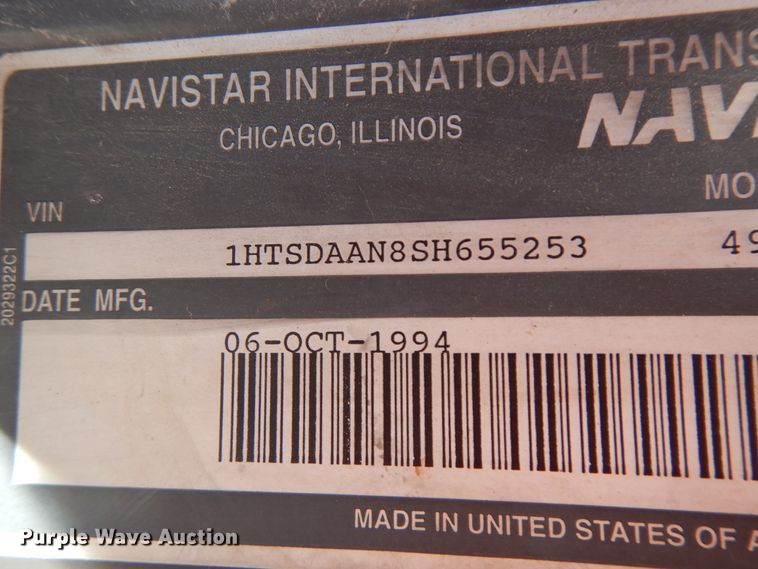 NAVISTAR INTERNATIONAL TRANS
CHICAGO, ILLINOIS
NAV
MO
VIN
1HTSDAAN8SH655253 49
2029322C1
DATE MFG.
06-OCT-1994
MADE IN UNITED STATES OF A
Purple Wave Auction